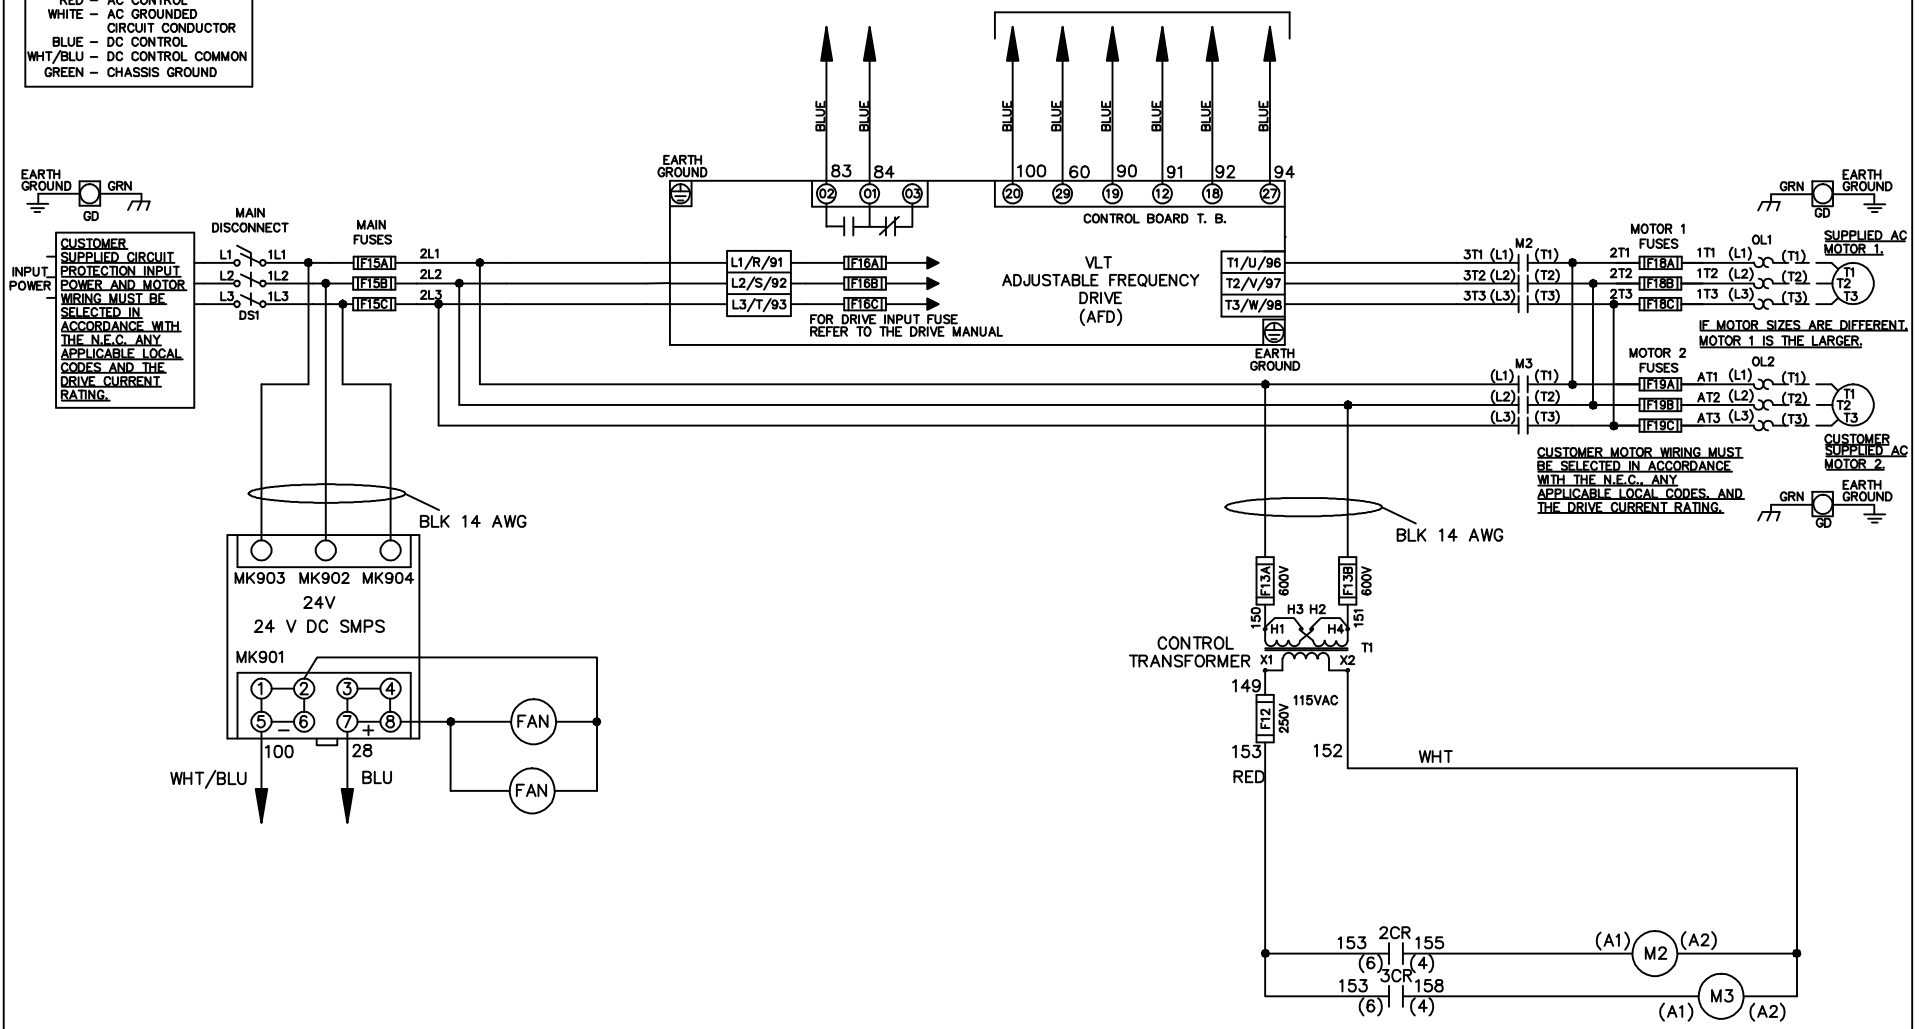 RED – AC CONTROL
WHITE – AC GROUNDED
CIRCUIT CONDUCTOR
BLUE – DC CONTROL
WHT/BLU – DC CONTROL COMMON
GREEN – CHASSIS GROUND
BLUE BLUE BLUE BLUE BLUE BLUE BLUE BLUE
EARTH
GROUND
83 84 100 60 90 91 92 94
02 01 03 20 29 19 12 18 27
CONTROL BOARD T. B.
EARTH
GROUND GRN
GD
MAIN
DISCONNECT
MAIN
FUSES
INPUT
POWER
CUSTOMER
SUPPLIED CIRCUIT
PROTECTION INPUT
POWER AND MOTOR
WIRING MUST BE
SELECTED IN
ACCORDANCE WITH
THE N.E.C. ANY
APPLICABLE LOCAL
CODES AND THE
DRIVE CURRENT
RATING.
L1 1L1 F15A 2L1
L2 1L2 F15B 2L2
L3 1L3 F15C 2L3
DS1
L1/R/91 F16A
L2/S/92 F16B
L3/T/93 F16C
FOR DRIVE INPUT FUSE
REFER TO THE DRIVE MANUAL
VLT
ADJUSTABLE FREQUENCY
DRIVE
(AFD)
T1/U/96
T2/V/97
T3/W/98
EARTH
GROUND
GRN EARTH
GROUND
GD
M2
MOTOR 1
FUSES
OL1
SUPPLIED AC
MOTOR 1.
3T1 (L1) (T1) 2T1 F18A 1T1 (L1) (T1) T1
3T2 (L2) (T2) 2T2 F18B 1T2 (L2) (T2) T2
3T3 (L3) (T3) 2T3 F18C 1T3 (L3) (T3) T3
IF MOTOR SIZES ARE DIFFERENT,
MOTOR 1 IS THE LARGER.
M3
MOTOR 2
FUSES
OL2
(L1) (T1) F19A AT1 (L1) (T1) T1
(L2) (T2) F19B AT2 (L2) (T2) T2
(L3) (T3) F19C AT3 (L3) (T3) T3
CUSTOMER
SUPPLIED AC
MOTOR 2.
CUSTOMER MOTOR WIRING MUST
BE SELECTED IN ACCORDANCE
WITH THE N.E.C., ANY
APPLICABLE LOCAL CODES, AND
THE DRIVE CURRENT RATING.
GRN EARTH
GROUND
GD
BLK 14 AWG
BLK 14 AWG
MK903 MK902 MK904
24V
24 V DC SMPS
MK901
1 2 3 4
5 – 6 7 + 8
FAN
FAN
100 28
WHT/BLU BLU
F13A 600V F13B 600V
150 H3 H2 151
H1 H4
T1
CONTROL
TRANSFORMER X1 X2
149 115VAC
F12 250V
153 152 WHT
RED
2CR
153 155 (A1) M2 (A2)
(6) (4)
3CR
153 158 M3
(6) (4) (A1) (A2)